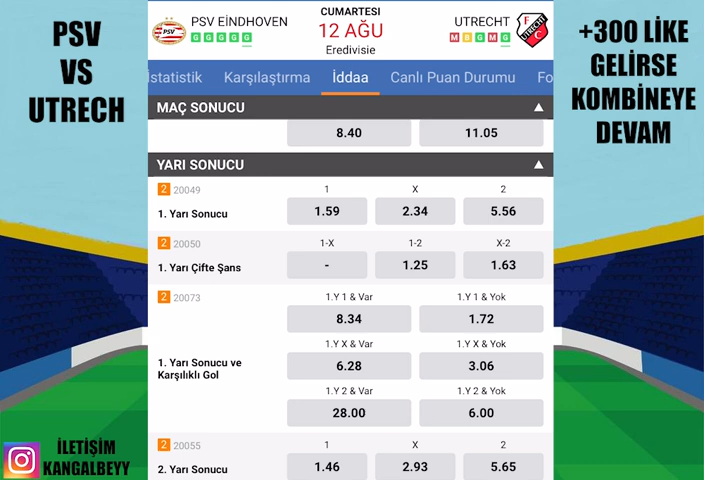 PSV
VS
UTRECH
PSV EİNDHOVEN
G G G G G
CUMARTESİ
12 AĞU
Eredivisie
UTRECHT
M B G M G
PSV
FC
UTRECHT
+300 LİKE
GELİRSE
KOMBİNEYE
DEVAM
İstatistik Karşılaştırma İddaa Canlı Puan Durumu Fo
MAÇ SONUCU
8.40 11.05
YARI SONUCU
2 20049 1 X 2
1. Yarı Sonucu 1.59 2.34 5.56
2 20050 1-X 1-2 X-2
1. Yarı Çifte Şans - 1.25 1.63
2 20073 1.Y 1 & Var 1.Y 1 & Yok
8.34 1.72
1.Y X & Var 1.Y X & Yok
1. Yarı Sonucu ve
Karşılıklı Gol
6.28 3.06
1.Y 2 & Var 1.Y 2 & Yok
28.00 6.00
2 20055 1 X 2
2. Yarı Sonucu 1.46 2.93 5.65
İLETİŞİM
KANGALBEYY